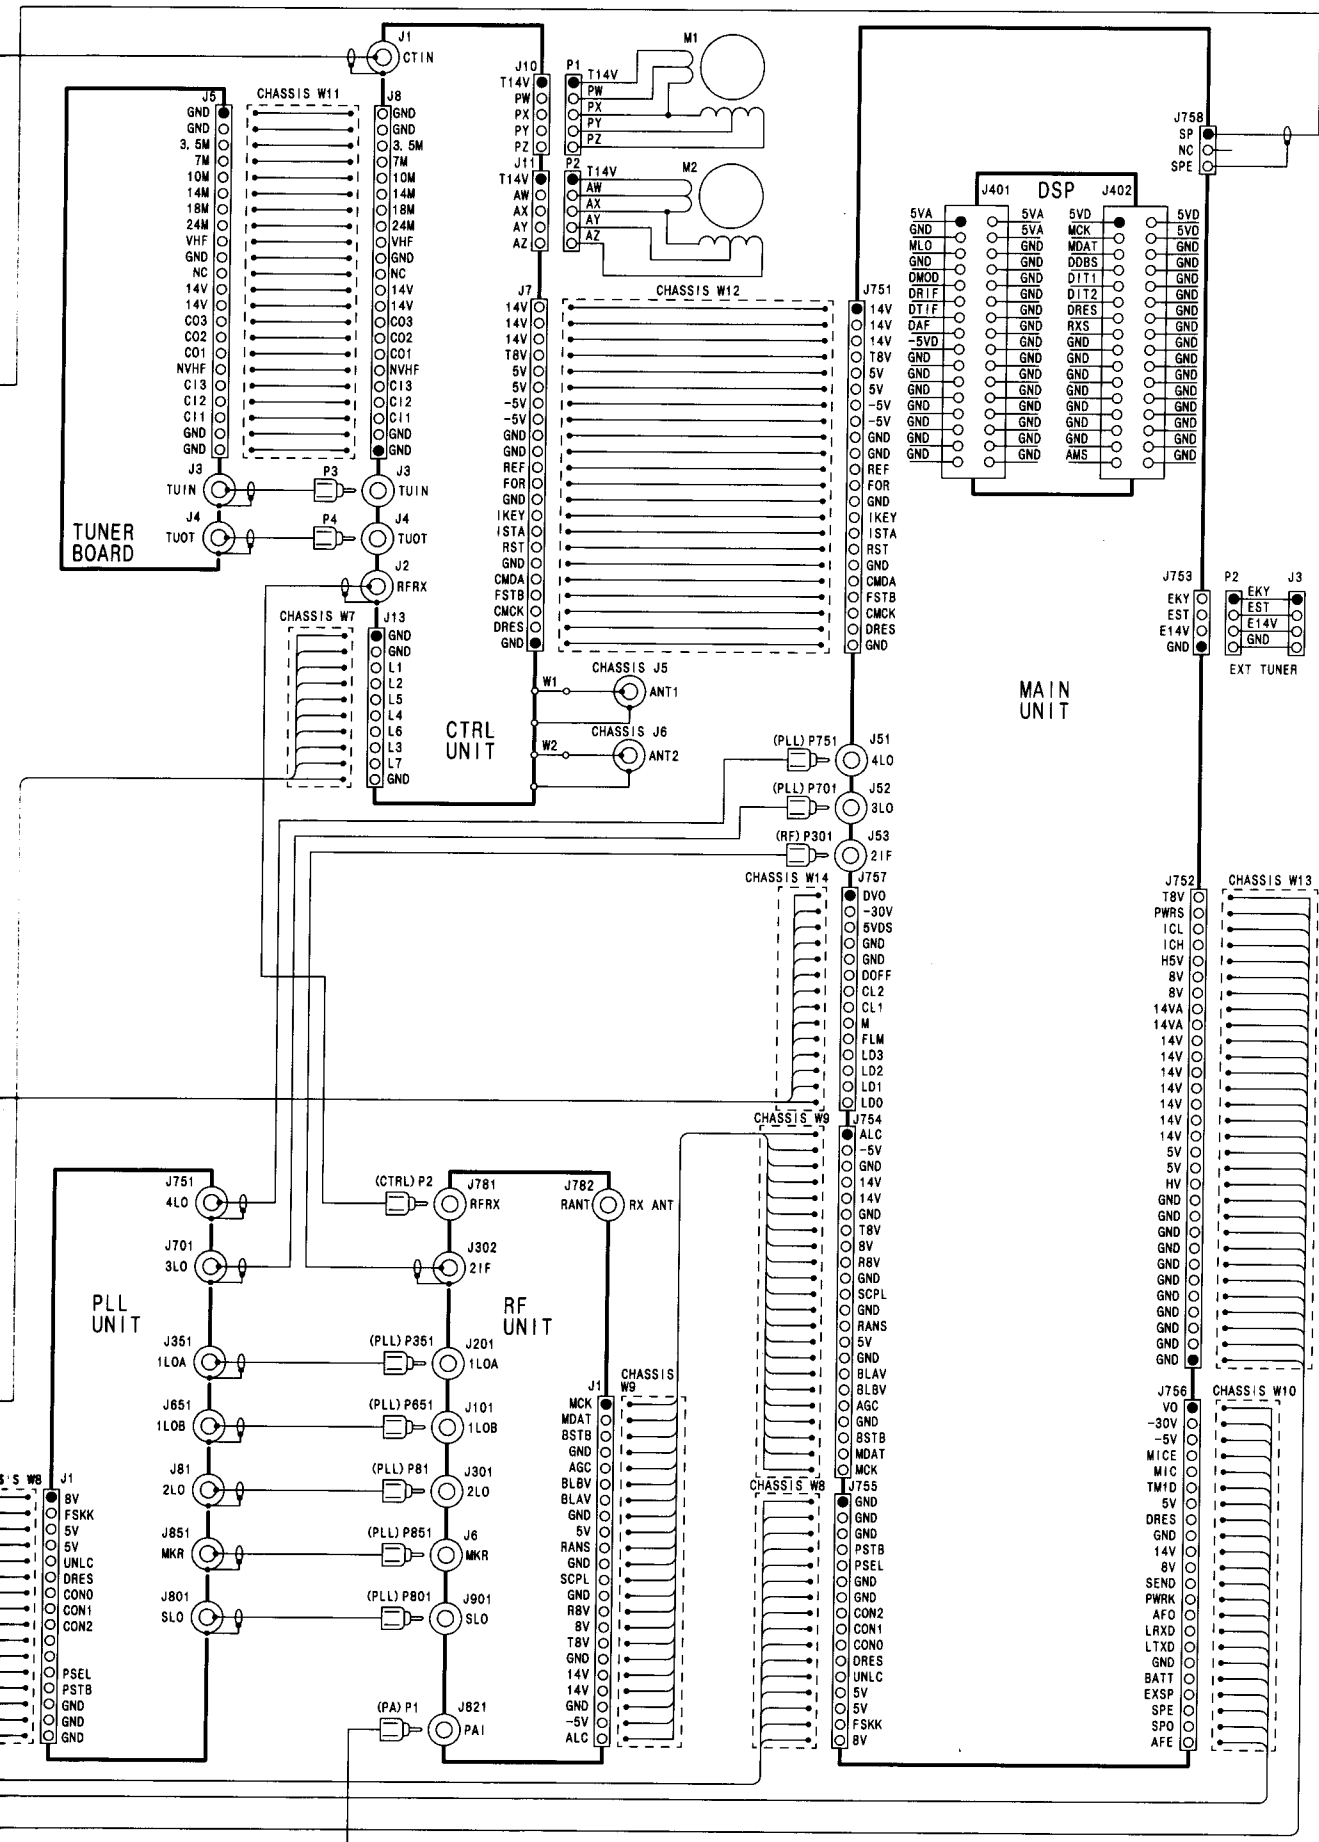 J1
CTIN
CHASSIS W11
J5
GND
GND
3.5M
7M
10M
14M
18M
24M
VHF
GND
NC
14V
14V
CO3
CO2
CO1
NVHF
CI3
CI2
CI1
GND
GND
J8
GND
GND
3.5M
7M
10M
14M
18M
24M
VHF
GND
NC
14V
14V
CO3
CO2
CO1
NVHF
CI3
CI2
CI1
GND
GND
J3
TUIN
P3
J3
TUIN
J4
TUOT
P4
J4
TUOT
TUNER
BOARD
J2
RFRX
CHASSIS W7
J13
GND
GND
L1
L2
L5
L4
L6
L3
L7
GND
CTRL
UNIT
J10
T14V
PW
PX
PY
PZ
P1
T14V
PW
PX
PY
PZ
M1
J11
T14V
AW
AX
AY
AZ
P2
T14V
AW
AX
AY
AZ
M2
J7
14V
14V
14V
T8V
5V
5V
-5V
-5V
GND
GND
REF
FOR
GND
IKEY
ISTA
RST
GND
CMDA
FSTB
CMCK
DRES
GND
CHASSIS W12
J751
14V
14V
14V
T8V
5V
5V
-5V
-5V
GND
GND
REF
FOR
GND
IKEY
ISTA
RST
GND
CMDA
FSTB
CMCK
DRES
GND
W1
CHASSIS J5
ANT1
W2
CHASSIS J6
ANT2
J758
SP
NC
SPE
J401
DSP
J402
5VA
GND
MLO
GND
DMOD
DRIF
DTIF
DAF
-5VD
GND
GND
GND
GND
GND
GND
GND
5VA
5VA
GND
GND
GND
GND
GND
GND
GND
GND
GND
GND
GND
GND
GND
GND
5VD
MCK
MDAT
DDBS
DIT1
DIT2
DRES
RXS
GND
GND
GND
GND
GND
GND
GND
AMS
5VD
5VD
GND
GND
GND
GND
GND
GND
GND
GND
GND
GND
GND
GND
GND
GND
J753
EKY
EST
E14V
GND
P2
EKY
EST
E14V
GND
J3
EXT TUNER
MAIN
UNIT
(PLL) P751
J51
4LO
(PLL) P701
J52
3LO
(RF) P301
J53
2IF
CHASSIS W14
J757
DVO
-30V
5VDS
GND
GND
DOFF
CL2
CL1
M
FLM
LD3
LD2
LD1
LD0
CHASSIS W9
J754
ALC
-5V
GND
14V
14V
GND
T8V
8V
R8V
GND
SCPL
GND
RANS
5V
GND
BLAV
BLBV
AGC
GND
BSTB
MDAT
MCK
CHASSIS W8
J755
GND
GND
GND
PSTB
PSEL
GND
GND
CON2
CON1
CON0
DRES
UNLC
5V
5V
FSKK
8V
J752
T8V
PWRS
ICL
ICH
H5V
8V
8V
14VA
14VA
14V
14V
14V
14V
14V
14V
14V
5V
5V
HV
GND
GND
GND
GND
GND
GND
GND
GND
GND
GND
GND
CHASSIS W13
J756
VO
-30V
-5V
MICE
MIC
TM1D
5V
DRES
GND
14V
8V
SEND
PWRK
AFO
LRXD
LTXD
GND
BATT
EXSP
SPE
SPO
AFE
CHASSIS W10
J751
4LO
J701
3LO
PLL
UNIT
J351
1LOA
J651
1LOB
J81
2LO
J851
MKR
J801
SLO
W8
J1
8V
FSKK
5V
5V
UNLC
DRES
CON0
CON1
CON2
PSEL
PSTB
GND
GND
GND
(CTRL) P2
J781
RFRX
J782
RANT
RX ANT
J302
2IF
RF
UNIT
(PLL) P351
J201
1LOA
(PLL) P651
J101
1LOB
(PLL) P81
J301
2LO
(PLL) P851
J6
MKR
(PLL) P801
J901
SLO
(PA) P1
J821
PAI
J1
MCK
MDAT
BSTB
GND
AGC
BLBV
BLAV
GND
5V
RANS
GND
SCPL
GND
R8V
8V
T8V
GND
14V
14V
GND
-5V
ALC
CHASSIS
W9